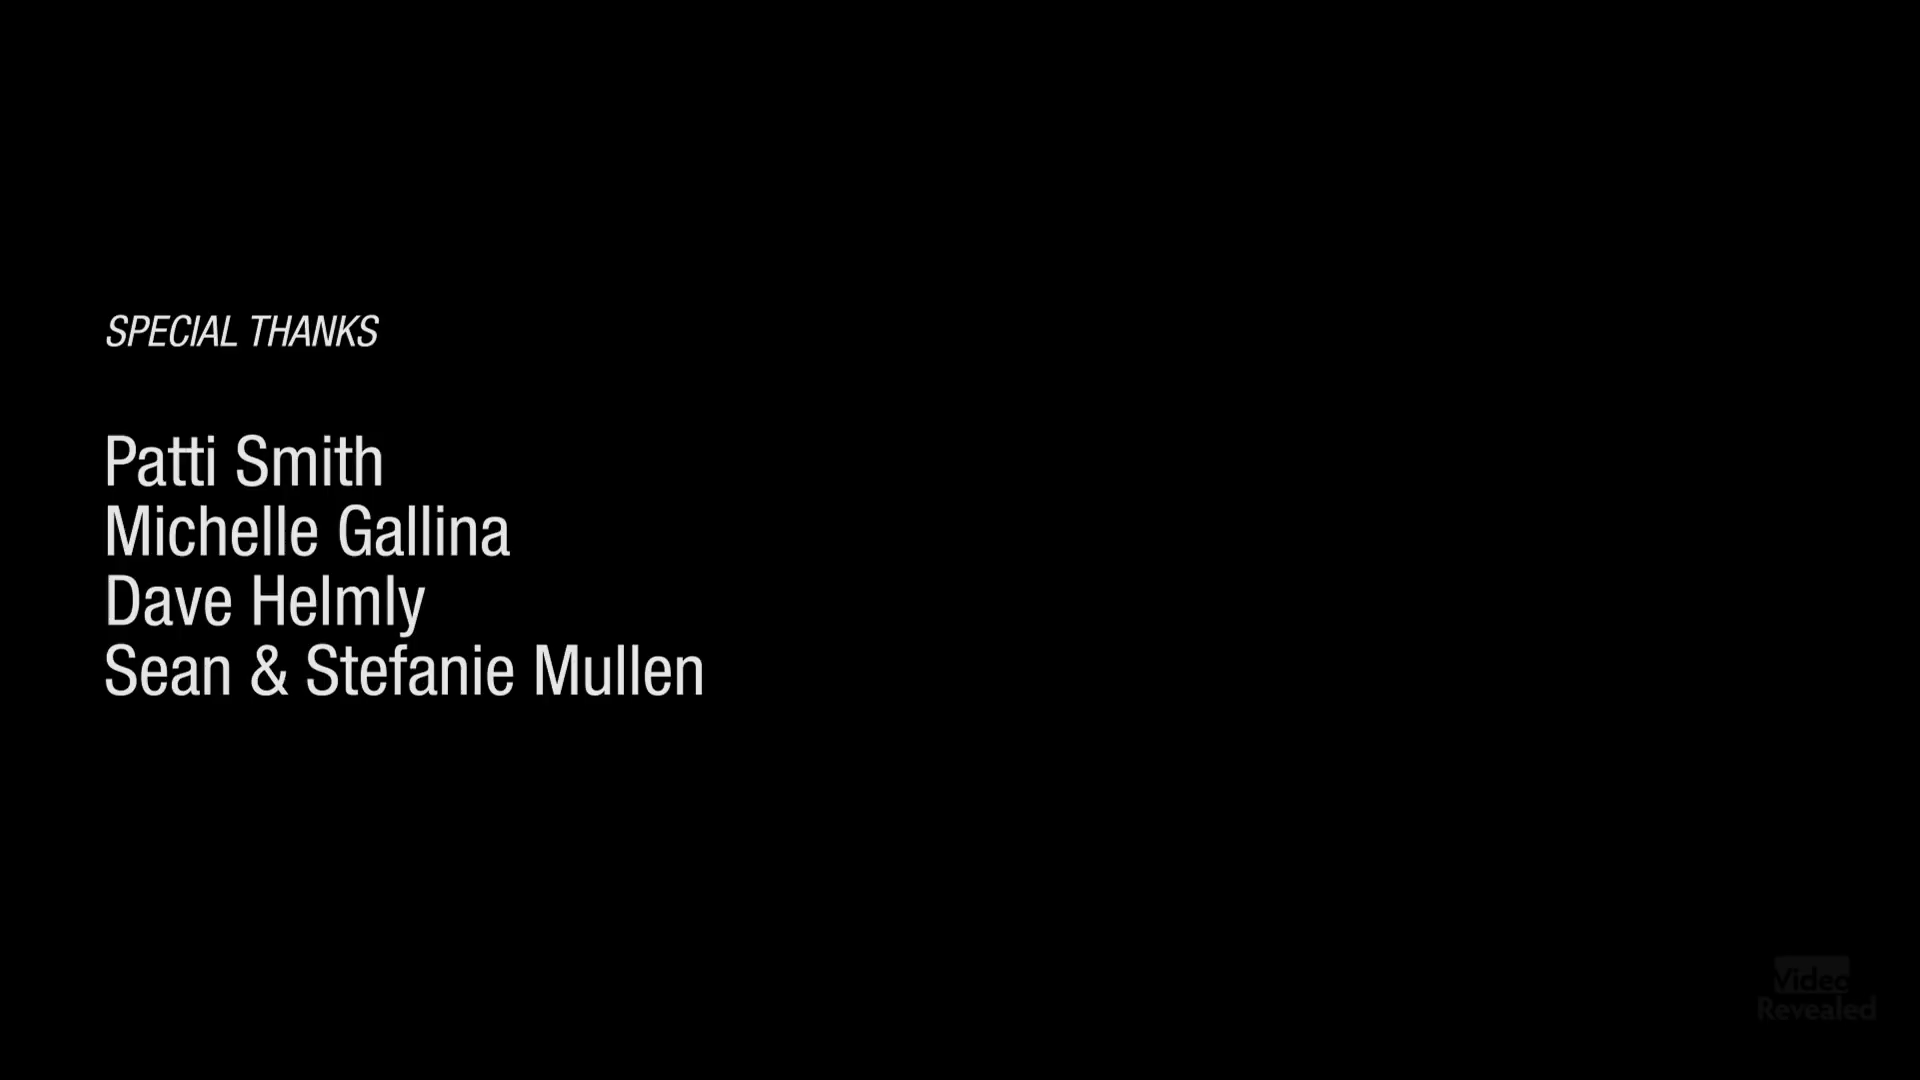 SPECIAL THANKS
Patti Smith
Michelle Gallina
Dave Helmly
Sean & Stefanie Mullen
Video
Revealed